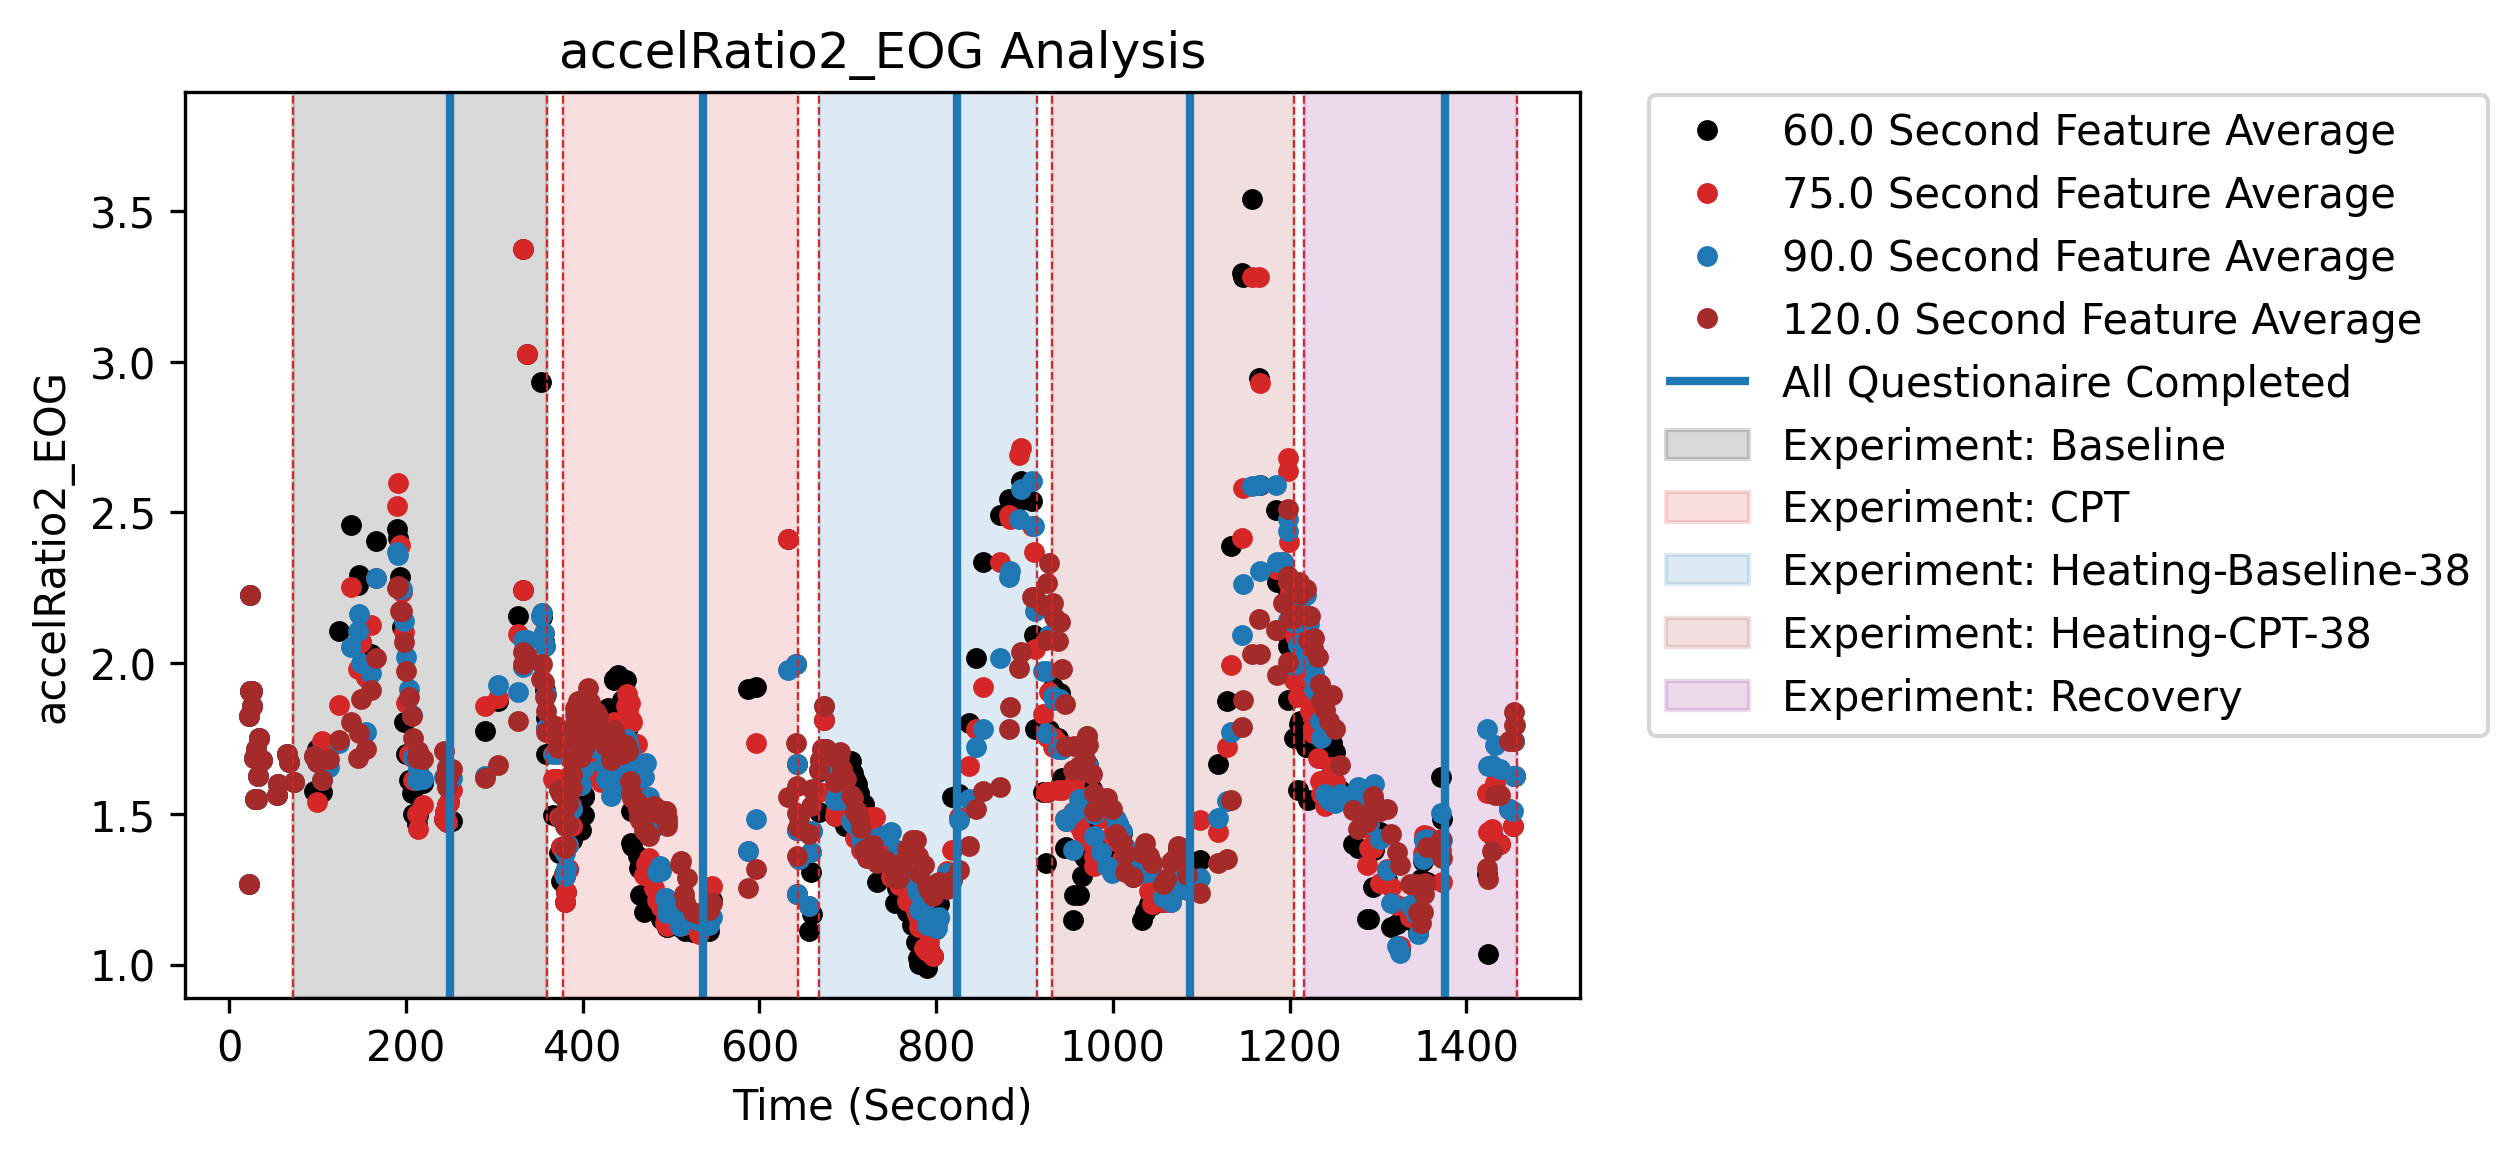 accelRatio2_EOG Analysis
accelRatio2_EOG
3.5
3.0
2.5
2.0
1.5
1.0
0
200
400
600
800
1000
1200
1400
Time (Second)
60.0 Second Feature Average
75.0 Second Feature Average
90.0 Second Feature Average
120.0 Second Feature Average
All Questionaire Completed
Experiment: Baseline
Experiment: CPT
Experiment: Heating-Baseline-38
Experiment: Heating-CPT-38
Experiment: Recovery